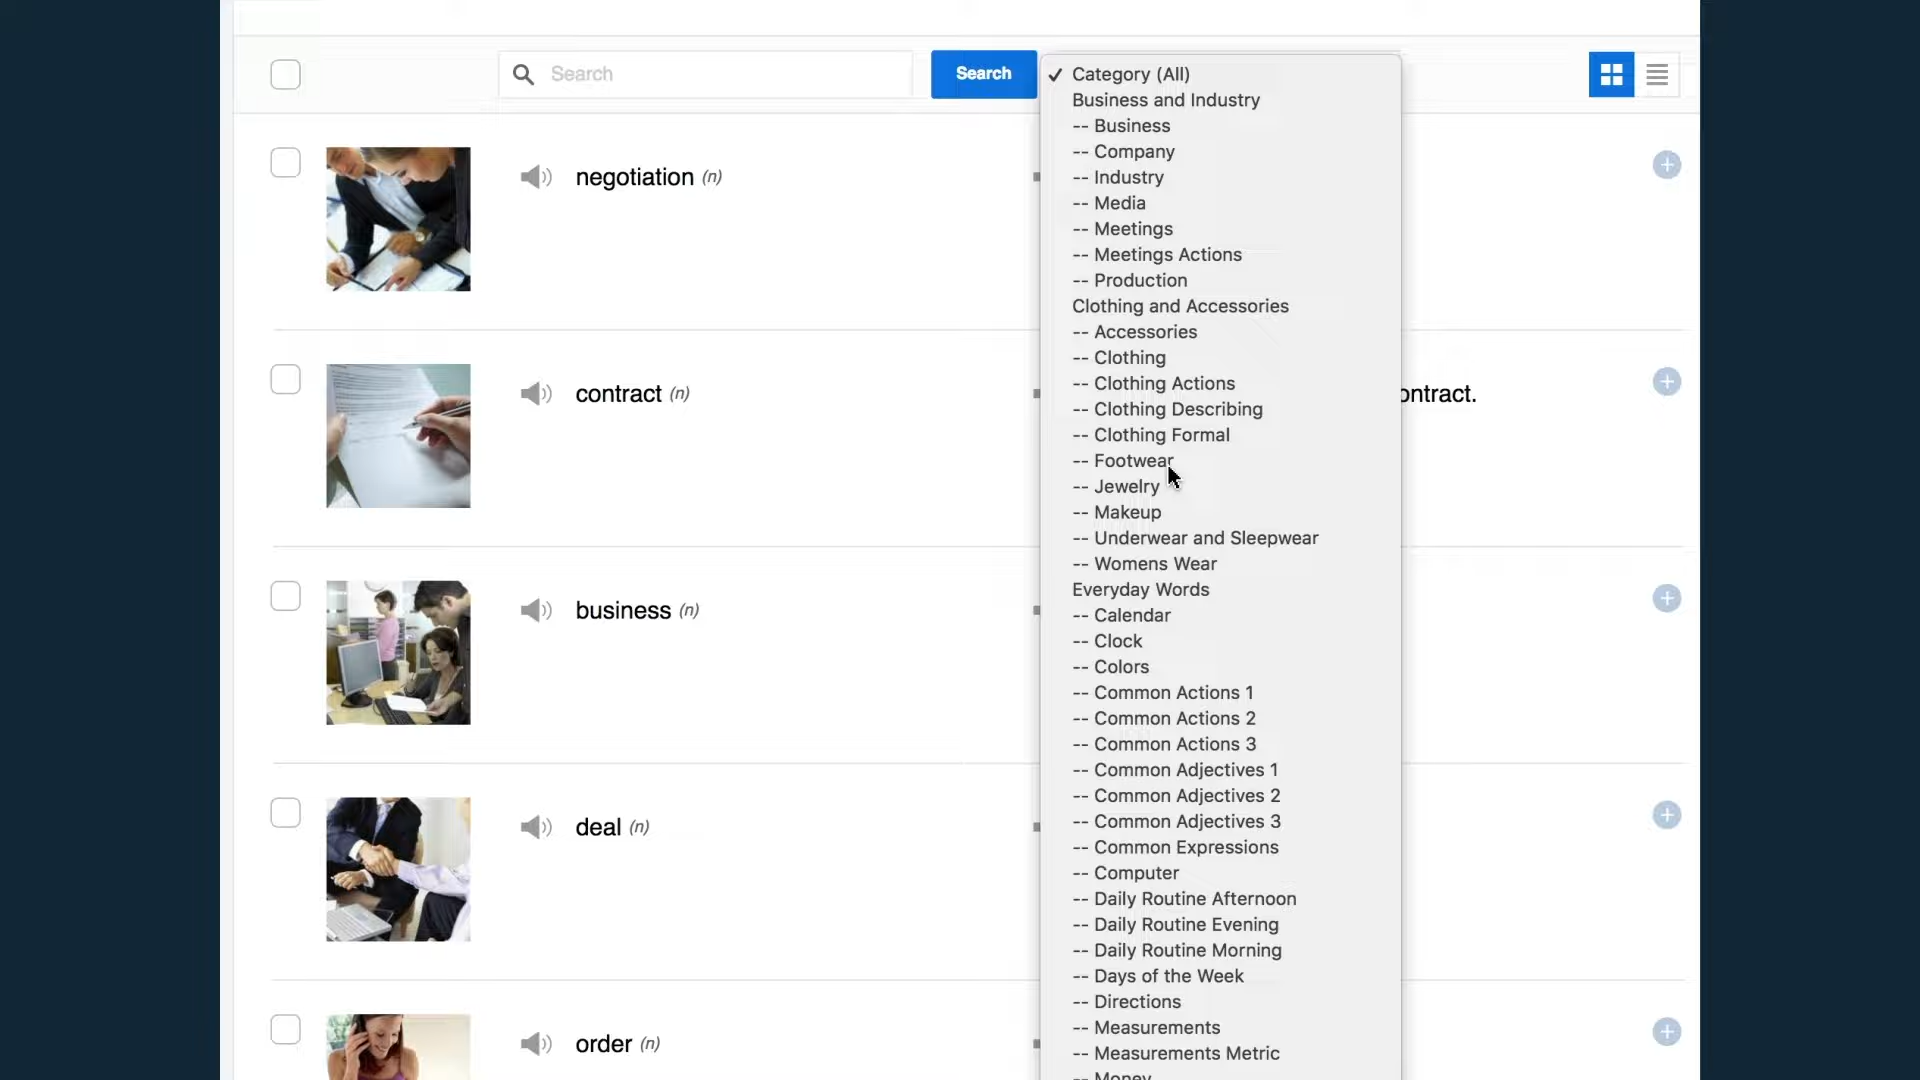 Search
Search
✓ Category (All)
Business and Industry
-- Business
-- Company
-- Industry
-- Media
-- Meetings
-- Meetings Actions
-- Production
Clothing and Accessories
-- Accessories
-- Clothing
-- Clothing Actions
-- Clothing Describing
-- Clothing Formal
-- Footwear
-- Jewelry
-- Makeup
-- Underwear and Sleepwear
-- Womens Wear
Everyday Words
-- Calendar
-- Clock
-- Colors
-- Common Actions 1
-- Common Actions 2
-- Common Actions 3
-- Common Adjectives 1
-- Common Adjectives 2
-- Common Adjectives 3
-- Common Expressions
-- Computer
-- Daily Routine Afternoon
-- Daily Routine Evening
-- Daily Routine Morning
-- Days of the Week
-- Directions
-- Measurements
-- Measurements Metric
-- Money
negotiation (n)
contract (n)
ontract.
business (n)
deal (n)
order (n)